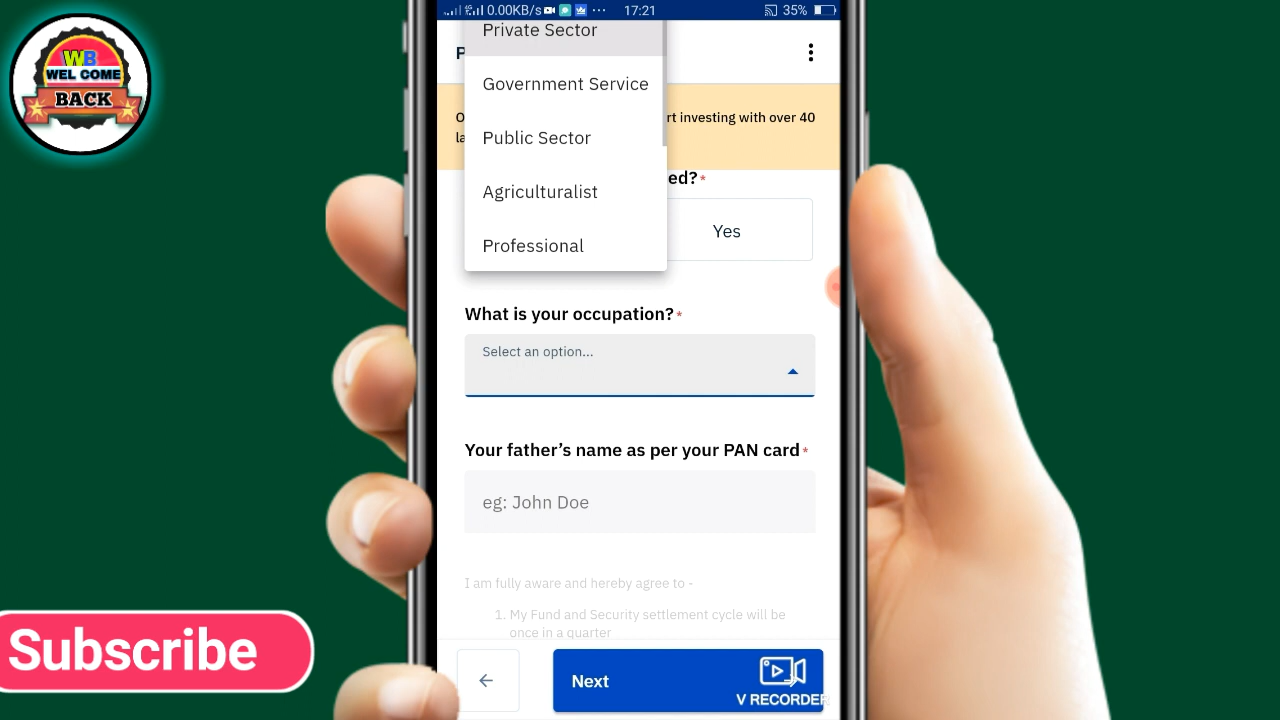 WB
WEL COME
BACK
0.00KB/s ... 17:21 35%
Private Sector
Government Service
Public Sector
Agriculturalist
Professional
P
O rt investing with over 40
la
ed?*
Yes
What is your occupation?*
Select an option...
Your father's name as per your PAN card*
eg: John Doe
I am fully aware and hereby agree to -
1. My Fund and Security settlement cycle will be
once in a quarter
Next
V RECORDER
Subscribe